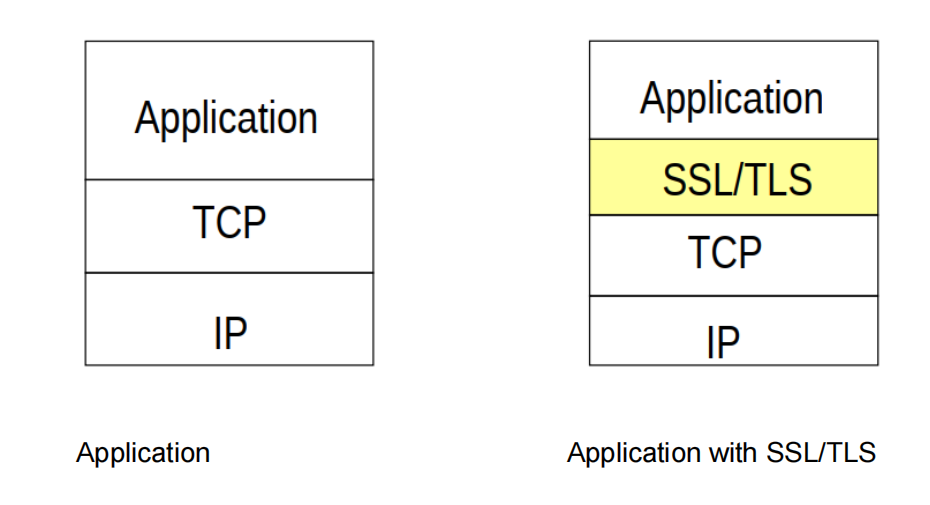 Application
TCP
IP
Application
Application
SSL/TLS
TCP
IP
Application with SSL/TLS